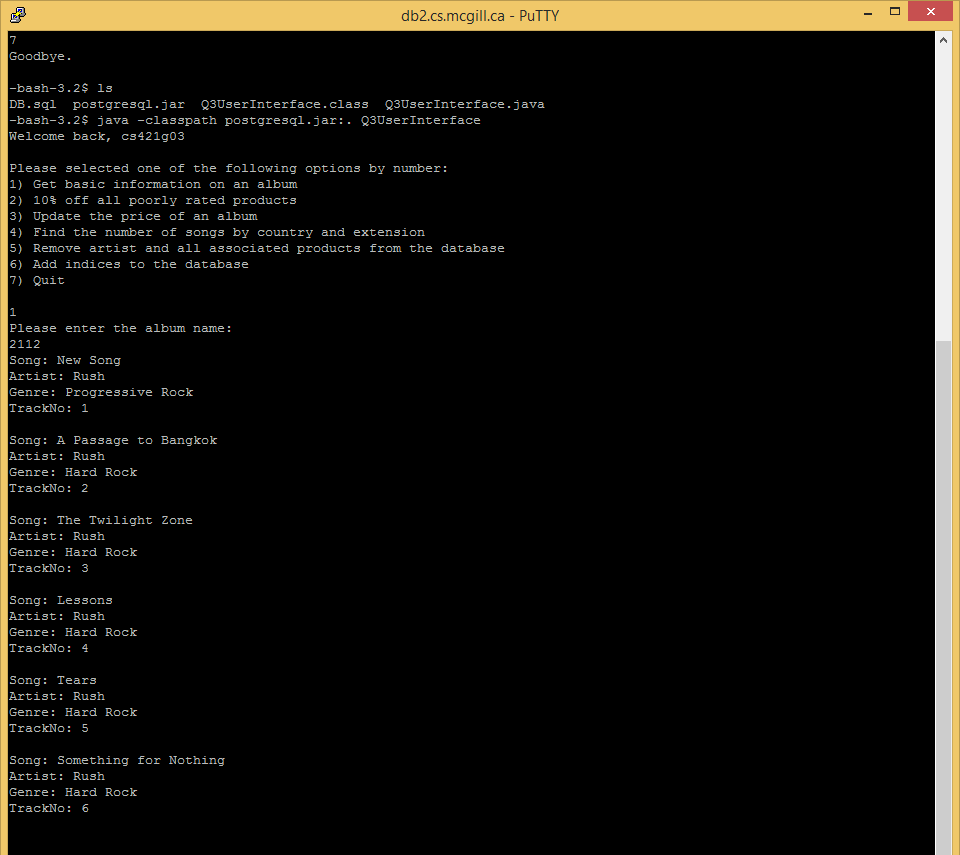 db2.cs.mcgill.ca - PuTTY
7
Goodbye.
-bash-3.2$ ls
DB.sql  postgresql.jar  Q3UserInterface.class  Q3UserInterface.java
-bash-3.2$ java -classpath postgresql.jar:. Q3UserInterface
Welcome back, cs421g03
Please selected one of the following options by number:
1) Get basic information on an album
2) 10% off all poorly rated products
3) Update the price of an album
4) Find the number of songs by country and extension
5) Remove artist and all associated products from the database
6) Add indices to the database
7) Quit
1
Please enter the album name:
2112
Song: New Song
Artist: Rush
Genre: Progressive Rock
TrackNo: 1
Song: A Passage to Bangkok
Artist: Rush
Genre: Hard Rock
TrackNo: 2
Song: The Twilight Zone
Artist: Rush
Genre: Hard Rock
TrackNo: 3
Song: Lessons
Artist: Rush
Genre: Hard Rock
TrackNo: 4
Song: Tears
Artist: Rush
Genre: Hard Rock
TrackNo: 5
Song: Something for Nothing
Artist: Rush
Genre: Hard Rock
TrackNo: 6